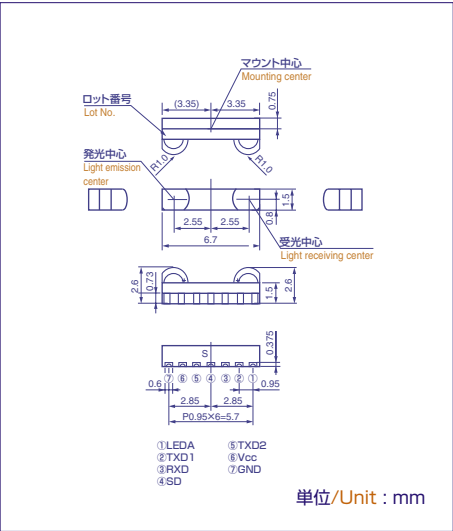 マウント中心
Mounting center
(3.35)
3.35
0.75
ロット番号
Lot No.
発光中心
Light emission
center
R1.0
R1.0
2.55
2.55
6.7
0.8
1.5
受光中心
Light receiving center
2.6
0.73
1.5
2.6
S
0.375
⑦ ⑥ ⑤ ④ ③ ② ①
0.6
0.95
2.85
2.85
P0.95×6=5.7
①LEDA
②TXD1
③RXD
④SD
⑤TXD2
⑥Vcc
⑦GND
単位/Unit : mm